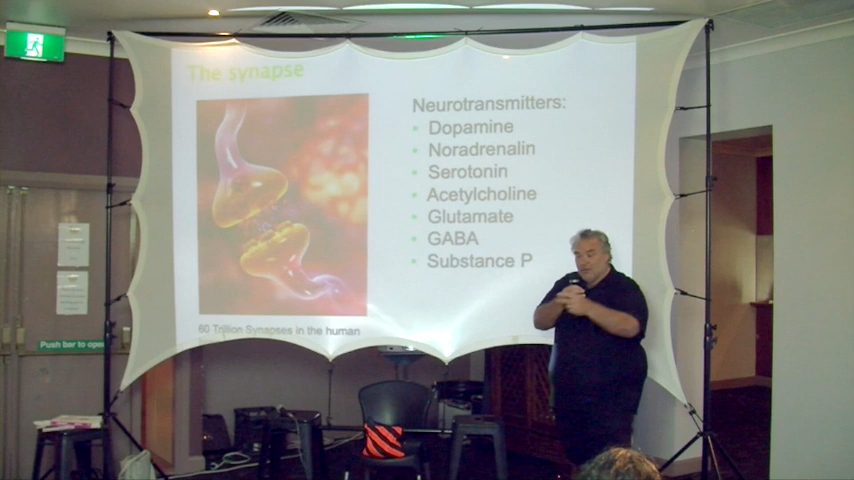 The synapse
Neurotransmitters:
Dopamine
Noradrenalin
Serotonin
Acetylcholine
Glutamate
GABA
Substance P
60 Trillion Synapses in the human
Push bar to open